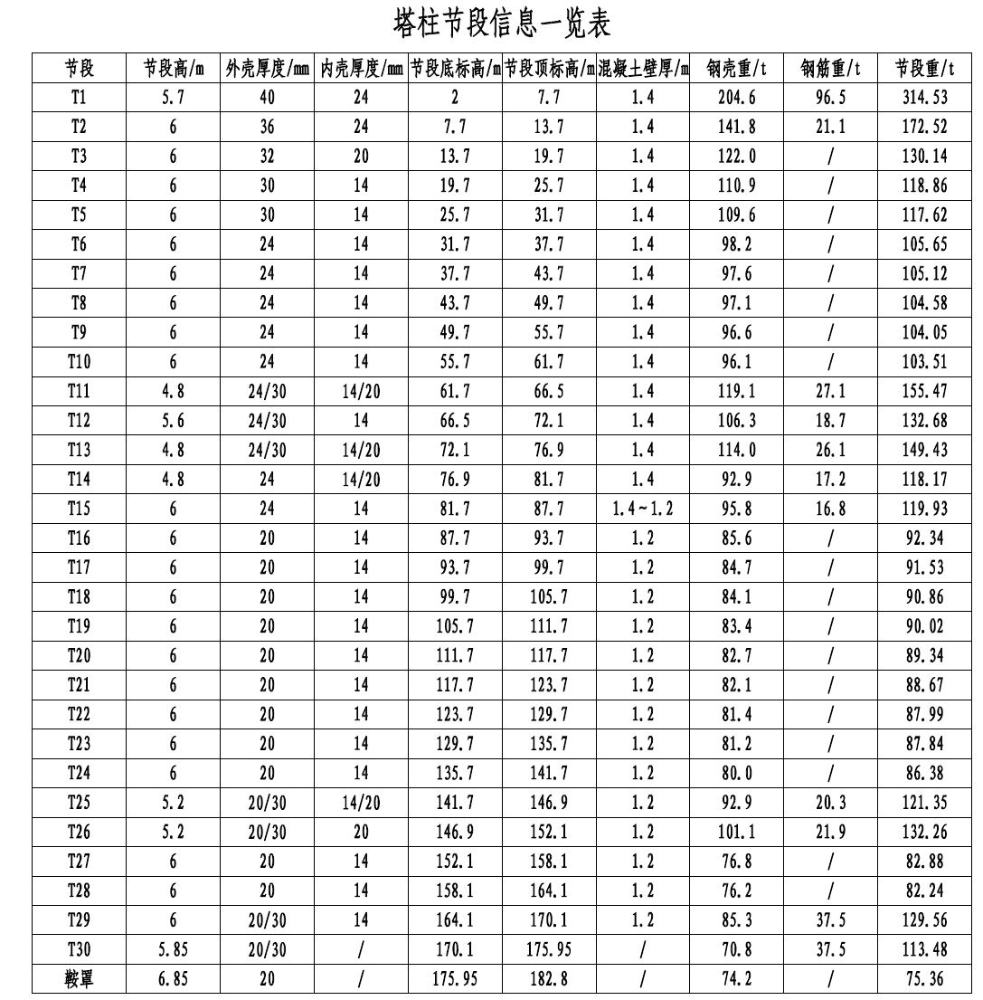 塔柱节段信息一览表
节段 节段高/m 外壳厚度/mm 内壳厚度/mm 节段底标高/m 节段顶标高/m 混凝土壁厚/m 钢壳重/t 钢筋重/t 节段重/t
T1 5.7 40 24 2 7.7 1.4 204.6 96.5 314.53
T2 6 36 24 7.7 13.7 1.4 141.8 21.1 172.52
T3 6 32 20 13.7 19.7 1.4 122.0 / 130.14
T4 6 30 14 19.7 25.7 1.4 110.9 / 118.86
T5 6 30 14 25.7 31.7 1.4 109.6 / 117.62
T6 6 24 14 31.7 37.7 1.4 98.2 / 105.65
T7 6 24 14 37.7 43.7 1.4 97.6 / 105.12
T8 6 24 14 43.7 49.7 1.4 97.1 / 104.58
T9 6 24 14 49.7 55.7 1.4 96.6 / 104.05
T10 6 24 14 55.7 61.7 1.4 96.1 / 103.51
T11 4.8 24/30 14/20 61.7 66.5 1.4 119.1 27.1 155.47
T12 5.6 24/30 14 66.5 72.1 1.4 106.3 18.7 132.68
T13 4.8 24/30 14/20 72.1 76.9 1.4 114.0 26.1 149.43
T14 4.8 24 14/20 76.9 81.7 1.4 92.9 17.2 118.17
T15 6 24 14 81.7 87.7 1.4~1.2 95.8 16.8 119.93
T16 6 20 14 87.7 93.7 1.2 85.6 / 92.34
T17 6 20 14 93.7 99.7 1.2 84.7 / 91.53
T18 6 20 14 99.7 105.7 1.2 84.1 / 90.86
T19 6 20 14 105.7 111.7 1.2 83.4 / 90.02
T20 6 20 14 111.7 117.7 1.2 82.7 / 89.34
T21 6 20 14 117.7 123.7 1.2 82.1 / 88.67
T22 6 20 14 123.7 129.7 1.2 81.4 / 87.99
T23 6 20 14 129.7 135.7 1.2 81.2 / 87.84
T24 6 20 14 135.7 141.7 1.2 80.0 / 86.38
T25 5.2 20/30 14/20 141.7 146.9 1.2 92.9 20.3 121.35
T26 5.2 20/30 20 146.9 152.1 1.2 101.1 21.9 132.26
T27 6 20 14 152.1 158.1 1.2 76.8 / 82.88
T28 6 20 14 158.1 164.1 1.2 76.2 / 82.24
T29 6 20/30 14 164.1 170.1 1.2 85.3 37.5 129.56
T30 5.85 20/30 / 170.1 175.95 / 70.8 37.5 113.48
鞍罩 6.85 20 / 175.95 182.8 / 74.2 / 75.36